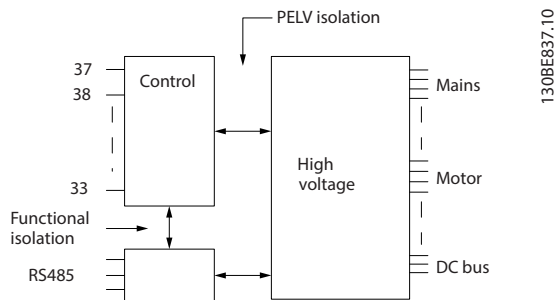 PELV isolation
130BE837.10
37
Control
38
Mains
High
voltage
33
Motor
Functional
isolation
RS485
DC bus